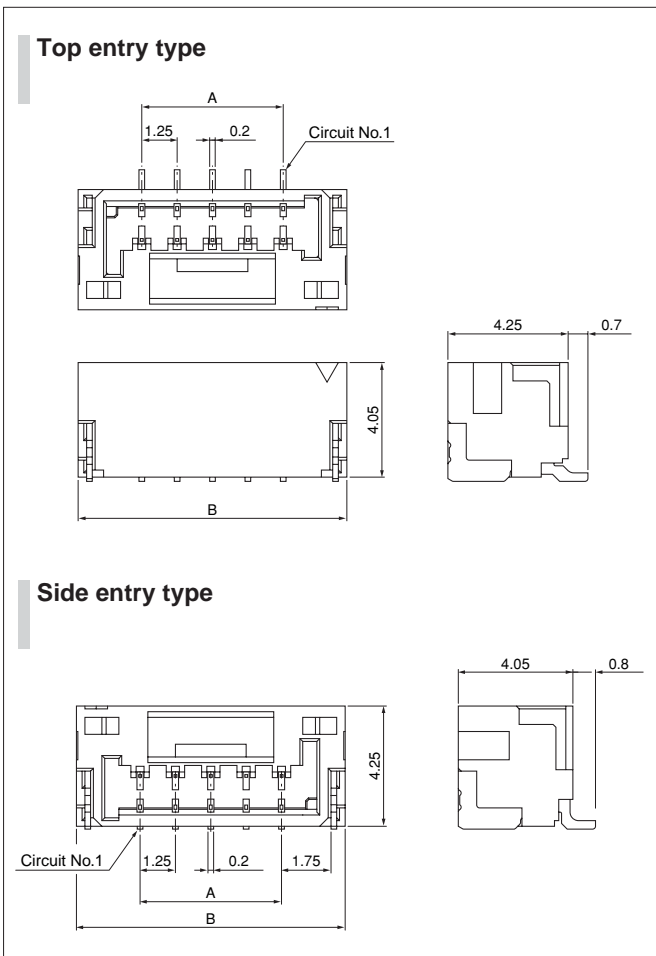 Top entry type
A
1.25 0.2 Circuit No.1
4.25 0.7
4.05
B
Side entry type
4.05 0.8
4.25
Circuit No.1 1.25 0.2 1.75
A
B